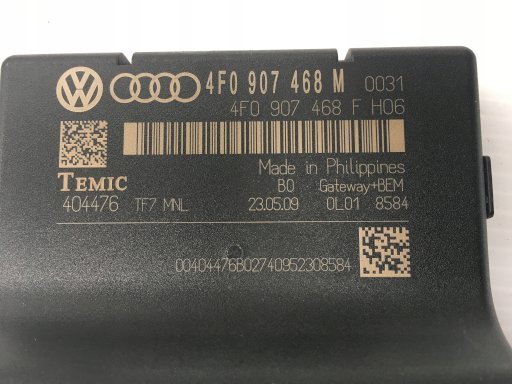 4F0 907 468 M 0031
4F0 907 468 F H06
Made in Philippines
TEMIC B0 Gateway+BEM
404476 TF7 MNL 23.05.09 0L01 8584
00404476B02740952308584